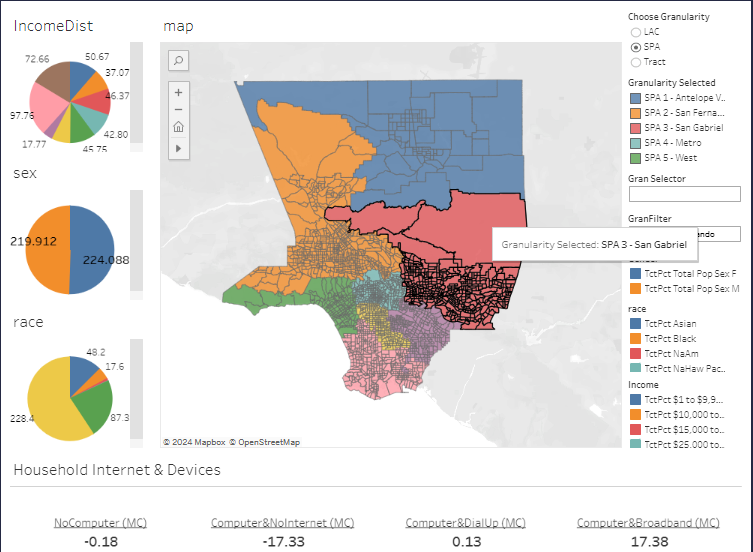 IncomeDist
72.66
50.67
37.07
46.37
97.76
42.80
17.77
45.75
sex
219.912
224.088
race
48.2
17.6
228.4
87.3
map
© 2024 Mapbox © OpenStreetMap
Choose Granularity
LAC
SPA
Tract
Granularity Selected
SPA 1 - Antelope V..
SPA 2 - San Ferna...
SPA 3 - San Gabriel
SPA 4 - Metro
SPA 5 - West
Gran Selector
GranFilter
Granularity Selected: SPA 3 - San Gabriel
TctPct Total Pop Sex F
TctPct Total Pop Sex M
race
TctPct Asian
TctPct Black
TctPct NaAm
TctPct NaHaw Pac..
Income
TctPct $1 to $9,9...
TctPct $10,000 to..
TctPct $15,000 to..
TctPct $25,000 to..
Household Internet & Devices
NoComputer (MC)
Computer&NoInternet (MC)
Computer&DialUp (MC)
Computer&Broadband (MC)
-0.18
-17.33
0.13
17.38